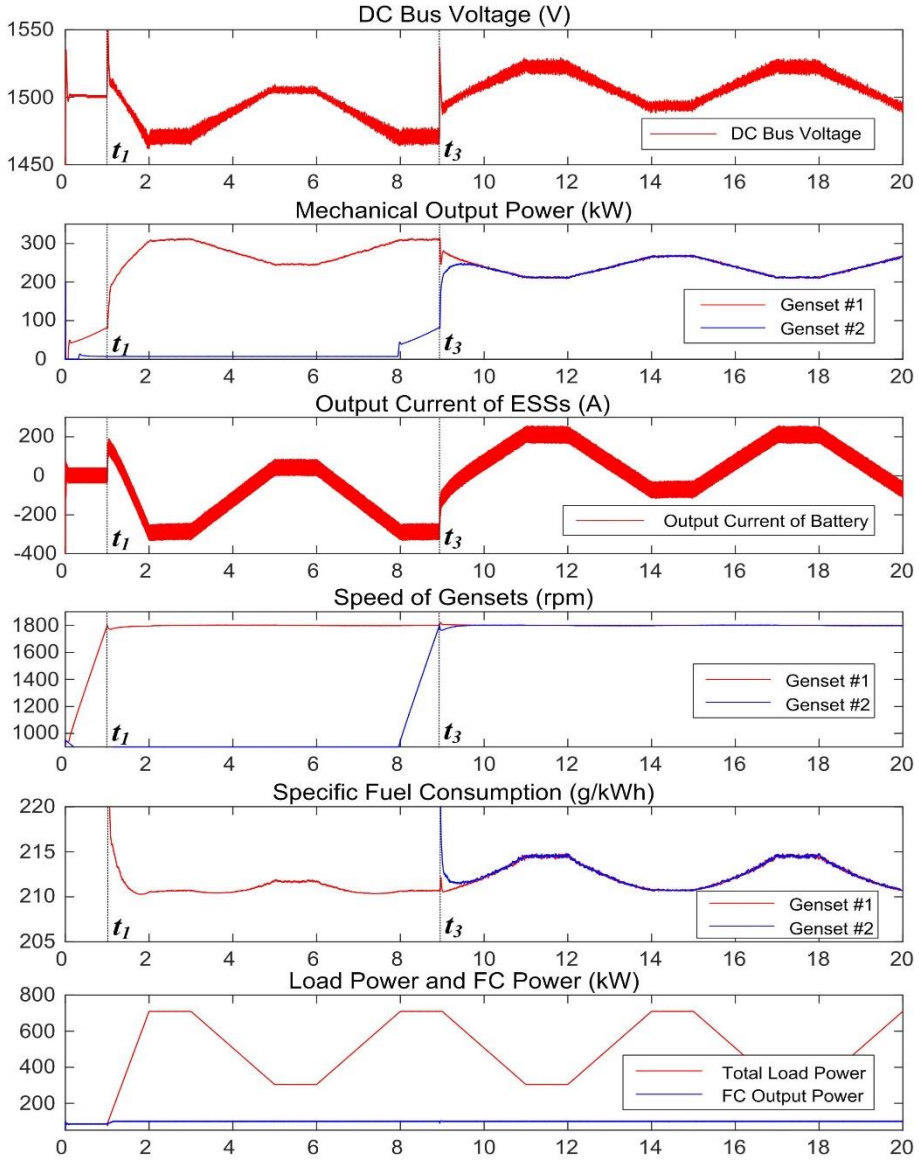 DC Bus Voltage (V)
1550
1500
1450
t1
t3
DC Bus Voltage
0 2 4 6 8 10 12 14 16 18 20
Mechanical Output Power (kW)
300
200
100
0
t1
t3
Genset #1
Genset #2
0 2 4 6 8 10 12 14 16 18 20
Output Current of ESSs (A)
200
0
-200
-400
t1
t3
Output Current of Battery
0 2 4 6 8 10 12 14 16 18 20
Speed of Gensets (rpm)
1800
1600
1400
1200
1000
t1
t3
Genset #1
Genset #2
0 2 4 6 8 10 12 14 16 18 20
Specific Fuel Consumption (g/kWh)
220
215
210
205
t1
t3
Genset #1
Genset #2
0 2 4 6 8 10 12 14 16 18 20
Load Power and FC Power (kW)
800
600
400
200
Total Load Power
FC Output Power
0 2 4 6 8 10 12 14 16 18 20